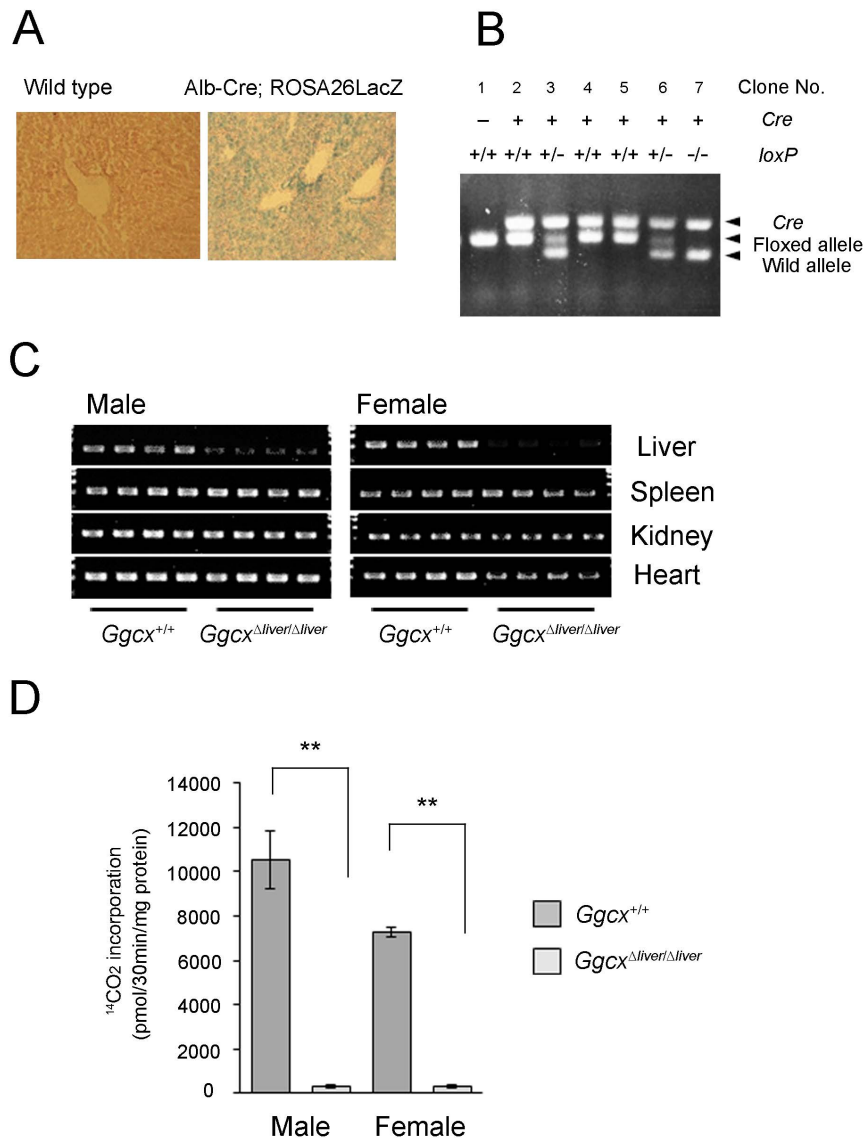 A
Wild type
Alb-Cre; ROSA26LacZ
B
1 2 3 4 5 6 7 Clone No.
– + + + + + + Cre
+/+ +/+ +/- +/+ +/+ +/- -/- loxP
Cre
Floxed allele
Wild allele
C
Male
Female
Liver
Spleen
Kidney
Heart
Ggcx+/+
GgcxΔliver/Δliver
Ggcx+/+
GgcxΔliver/Δliver
D
14CO2 incorporation
(pmol/30min/mg protein)
14000
12000
10000
8000
6000
4000
2000
0
**
**
Male
Female
Ggcx+/+
GgcxΔliver/Δliver